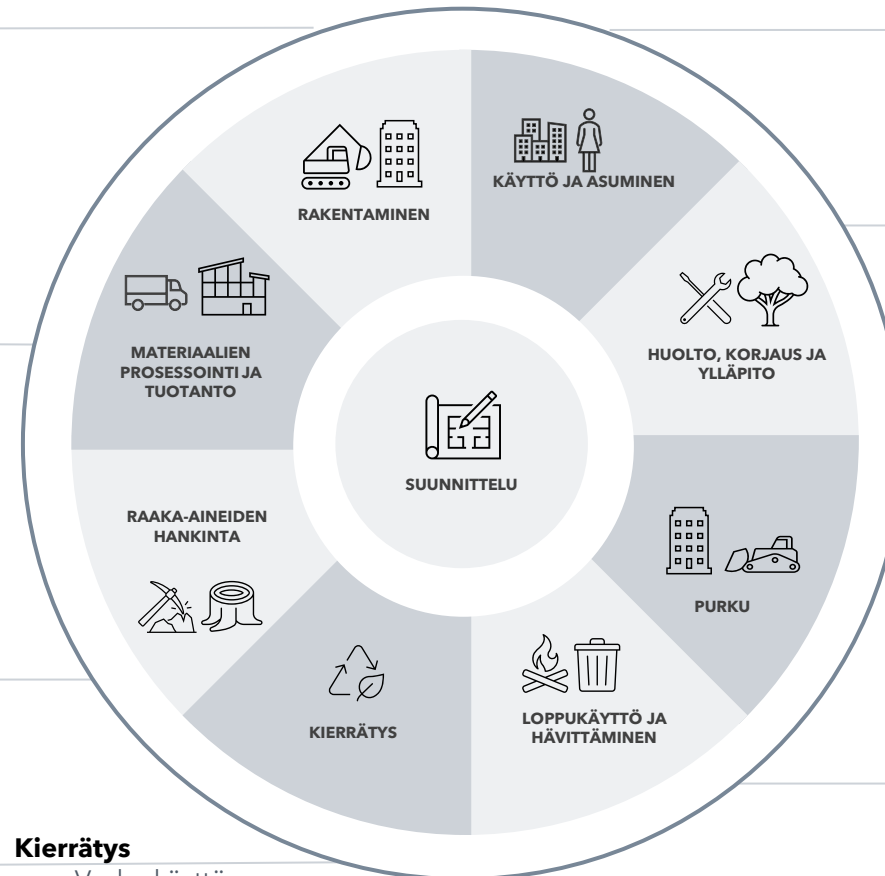 RAKENTAMINEN
KÄYTTÖ JA ASUMINEN
MATERIAALIEN
PROSESSOINTI JA
TUOTANTO
HUOLTO, KORJAUS JA
YLLÄPITO
SUUNNITTELU
RAAKA-AINEIDEN
HANKINTA
PURKU
KIERRÄTYS
LOPPUKÄYTTÖ JA
HÄVITTÄMINEN
Kierrätys